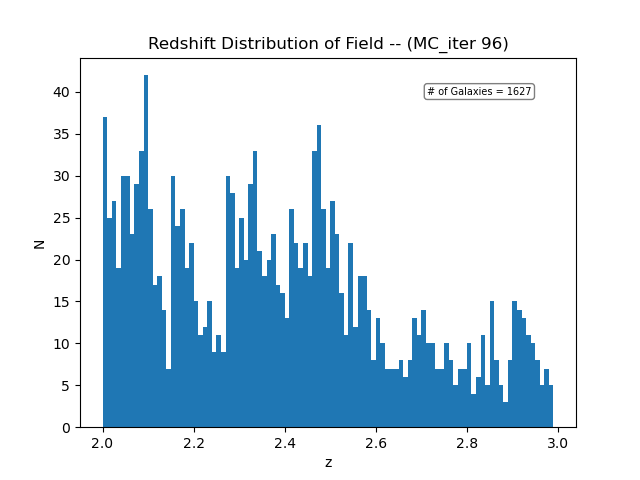 Redshift Distribution of Field -- (MC_iter 96)
# of Galaxies = 1627
40
35
30
25
20
15
10
5
0
N
2.0 2.2 2.4 2.6 2.8 3.0
z